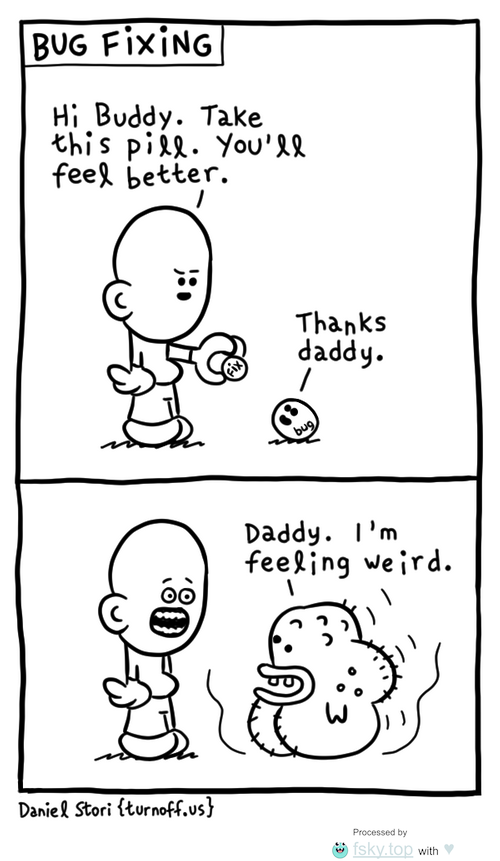 BUG FiXiNG
Hi Buddy. Take
this pill. You'll
feel better.
fix
Thanks
daddy.
bug
Daddy. I'm
feeling weird.
Daniel Stori {turnoff.us}
Processed by
fsky.top with ♥